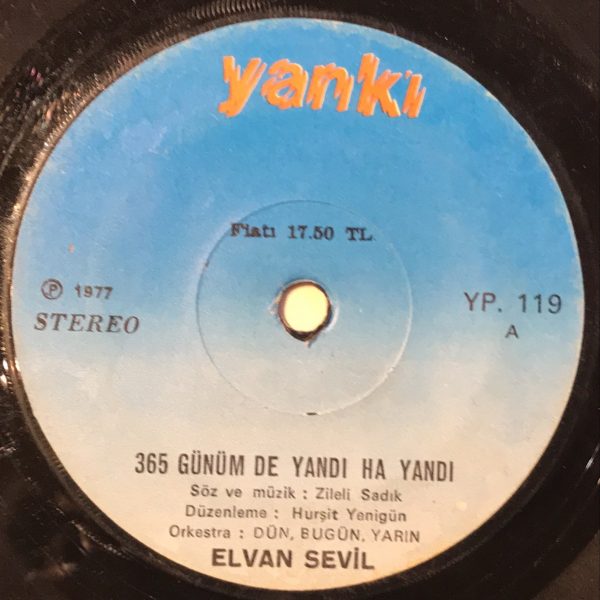 yankı
Fiatı 17.50 TL.
Ⓟ 1977
STEREO
YP. 119
A
365 GÜNÜM DE YANDI HA YANDI
Söz ve müzik : Zileli Sadık
Düzenleme : Hurşit Yenigün
Orkestra : DÜN, BUGÜN, YARIN
ELVAN SEVİL